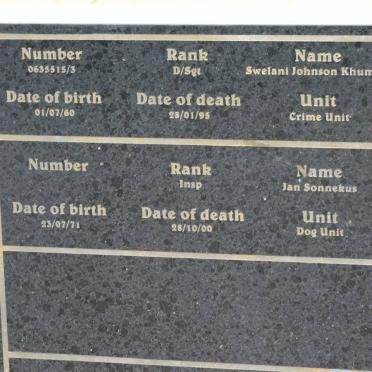 Number Rank Name
0635515/3 D/Sgt Swelani Johnson Khum
Date of birth Date of death Unit
01/07/60 28/01/95 Crime Unit
Number Rank Name
Insp Jan Sonnekus
Date of birth Date of death Unit
23/07/71 28/10/00 Dog Unit